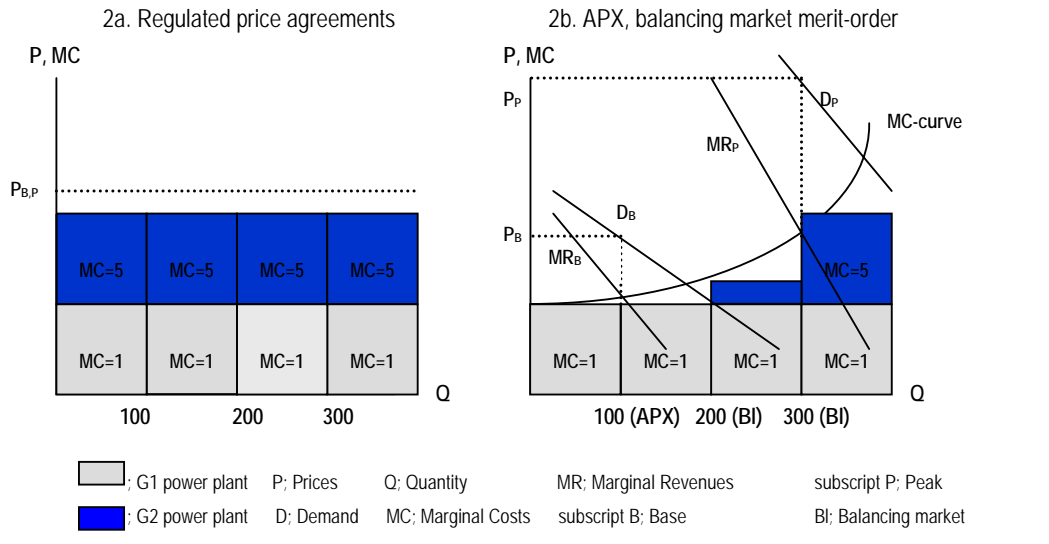 2a. Regulated price agreements
2b. APX, balancing market merit-order
P, MC
P, MC
PP
DP
MC-curve
MRP
PB,P
DB
PB
MRB
MC=5 MC=5 MC=5 MC=5
MC=5
MC=1 MC=1 MC=1 MC=1
MC=1 MC=1 MC=1 MC=1
Q
Q
100 200 300
100 (APX) 200 (BI) 300 (BI)
; G1 power plant P; Prices Q; Quantity MR; Marginal Revenues subscript P; Peak
; G2 power plant D; Demand MC; Marginal Costs subscript B; Base BI; Balancing market